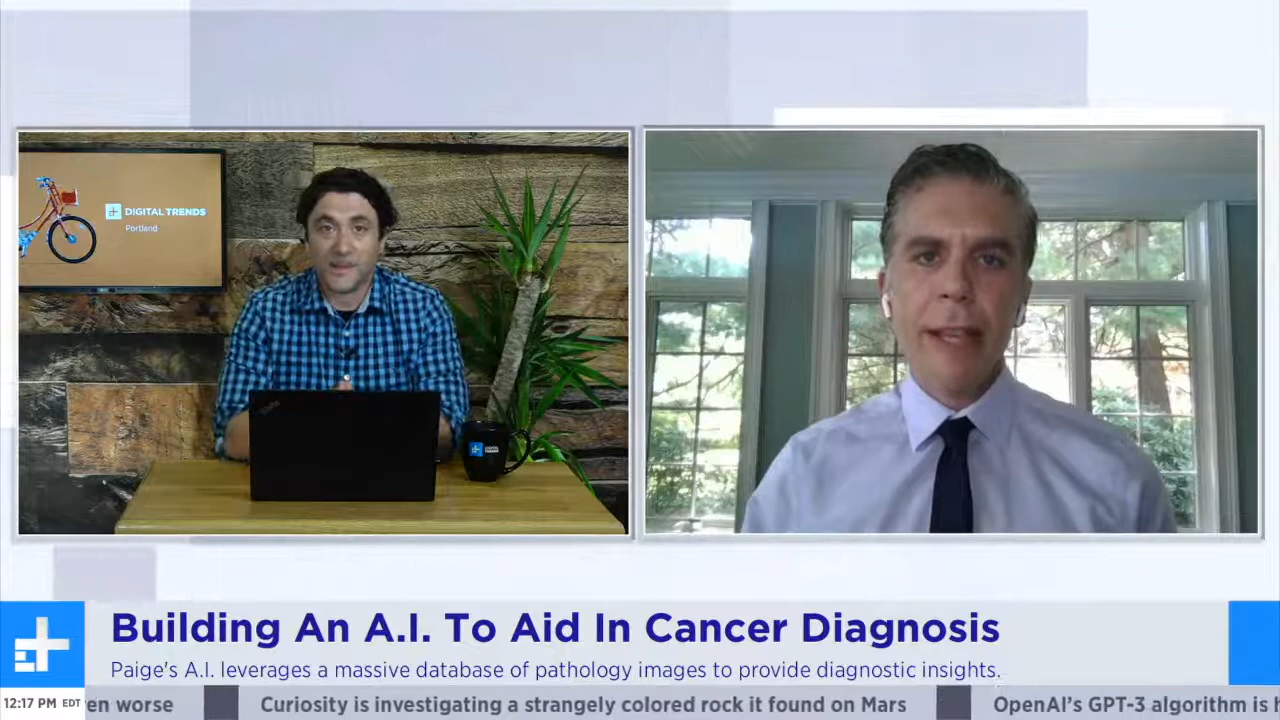 DIGITAL TRENDS
Portland
DIGITAL
TRENDS
Building An A.I. To Aid In Cancer Diagnosis
Paige's A.I. leverages a massive database of pathology images to provide diagnostic insights.
12:17 PM EDT
en worse
Curiosity is investigating a strangely colored rock it found on Mars
OpenAI's GPT-3 algorithm is